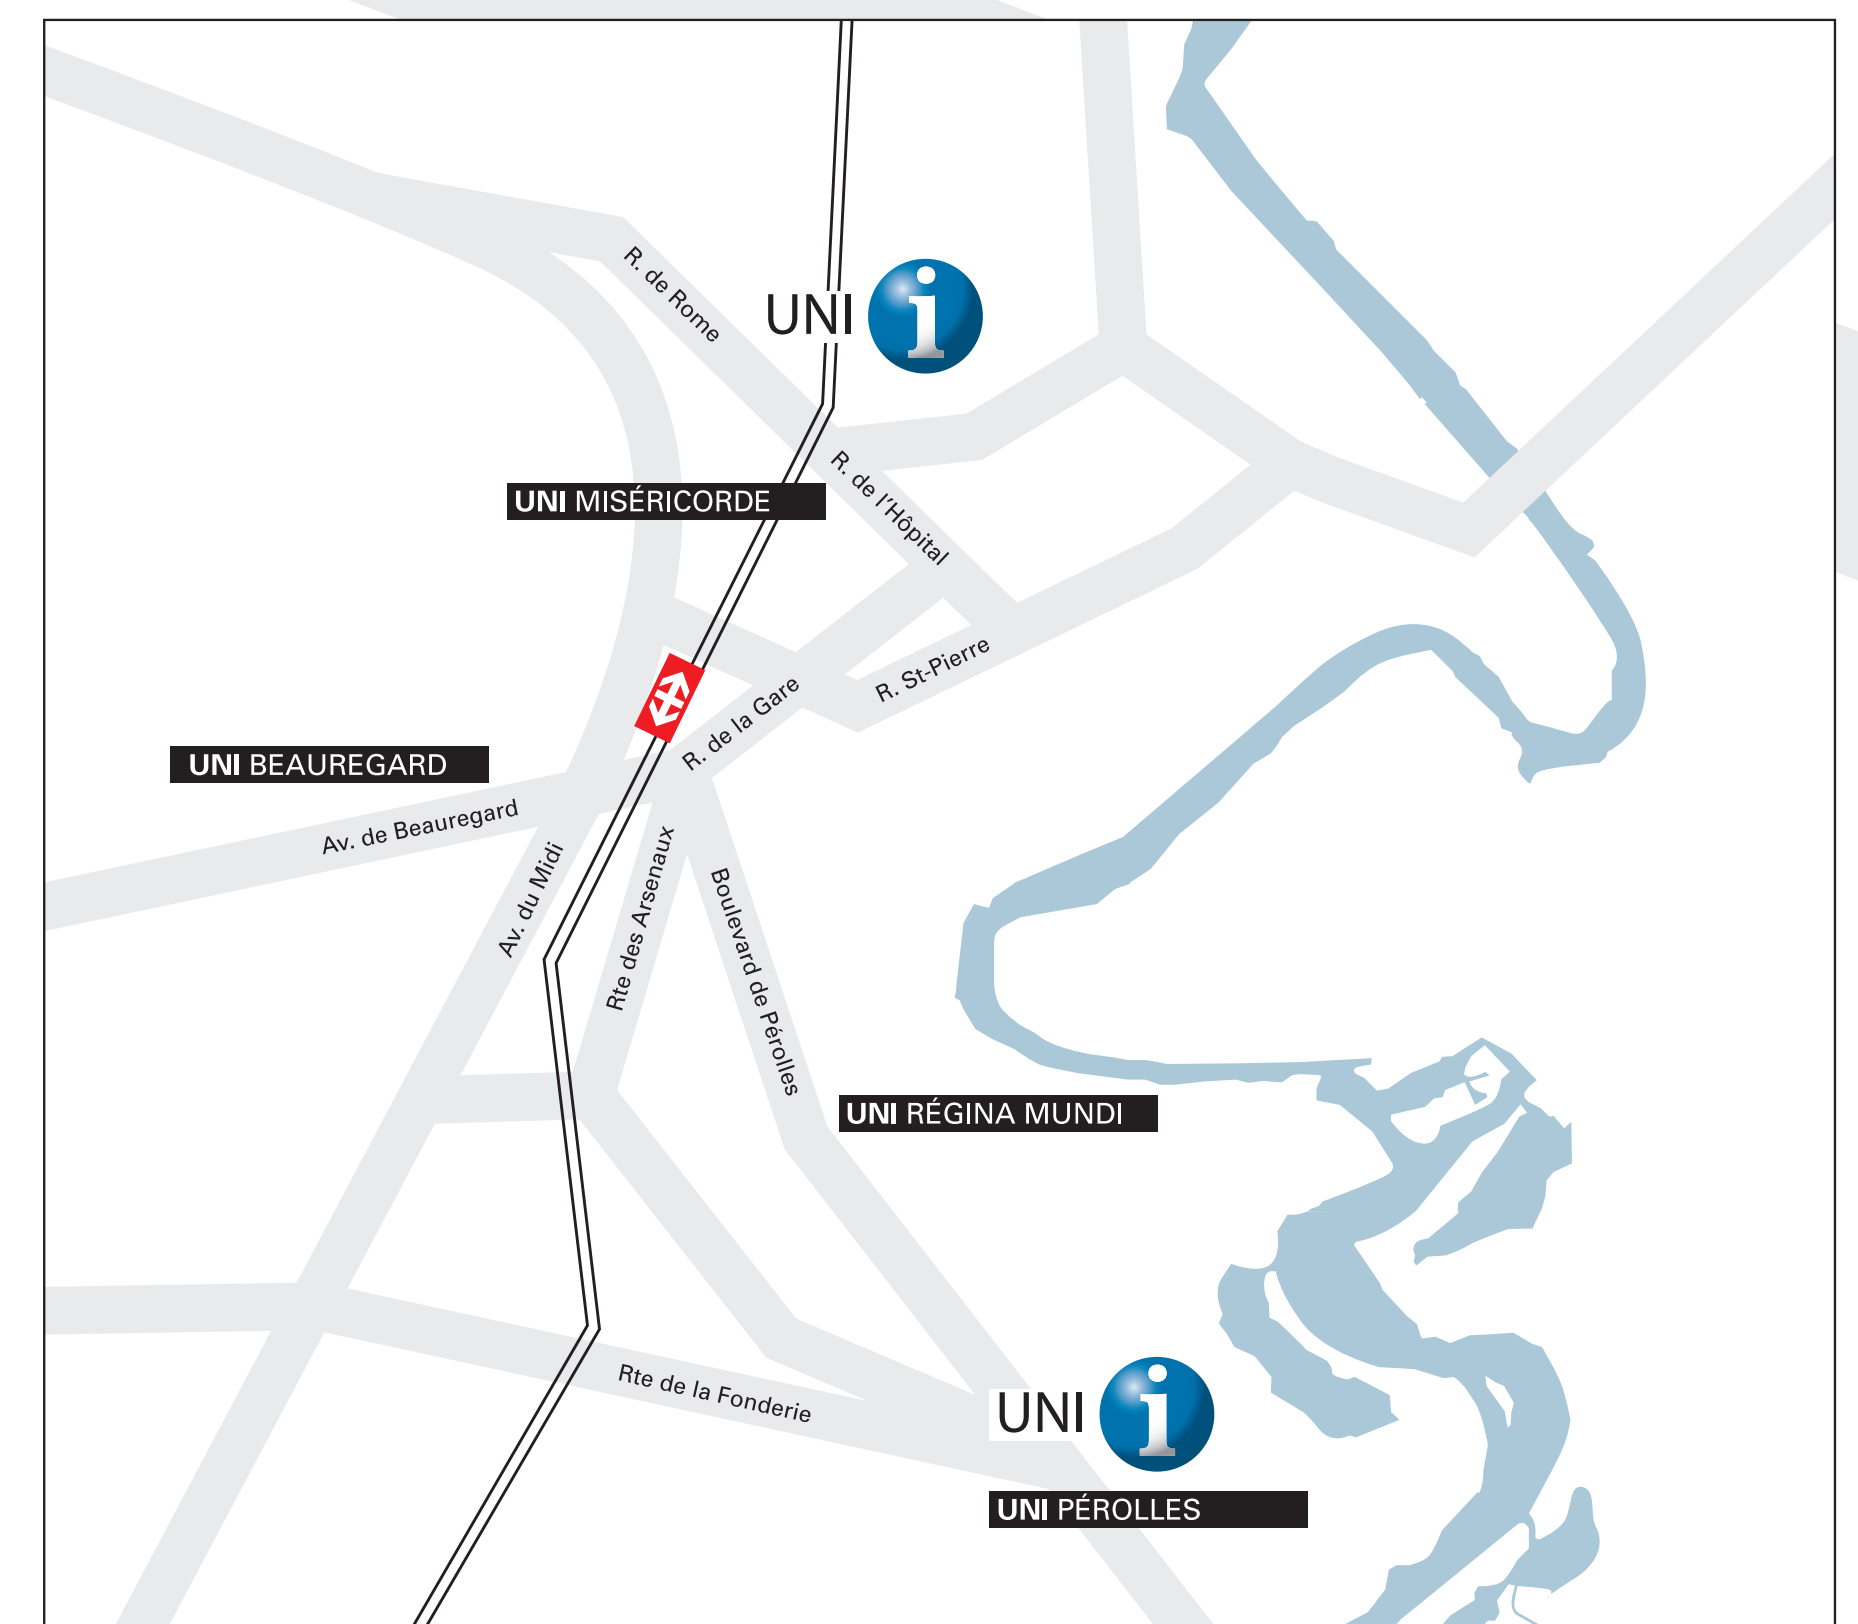 R. de Rome
UNI i
R. de l'Hôpital
UNI MISÉRICORDE
R. St-Pierre
R. de la Gare
UNI BEAUREGARD
Av. de Beauregard
Av. du Midi
Rte des Arsenaux
Boulevard de Pérolles
UNI RÉGINA MUNDI
Rte de la Fonderie
UNI i
UNI PÉROLLES